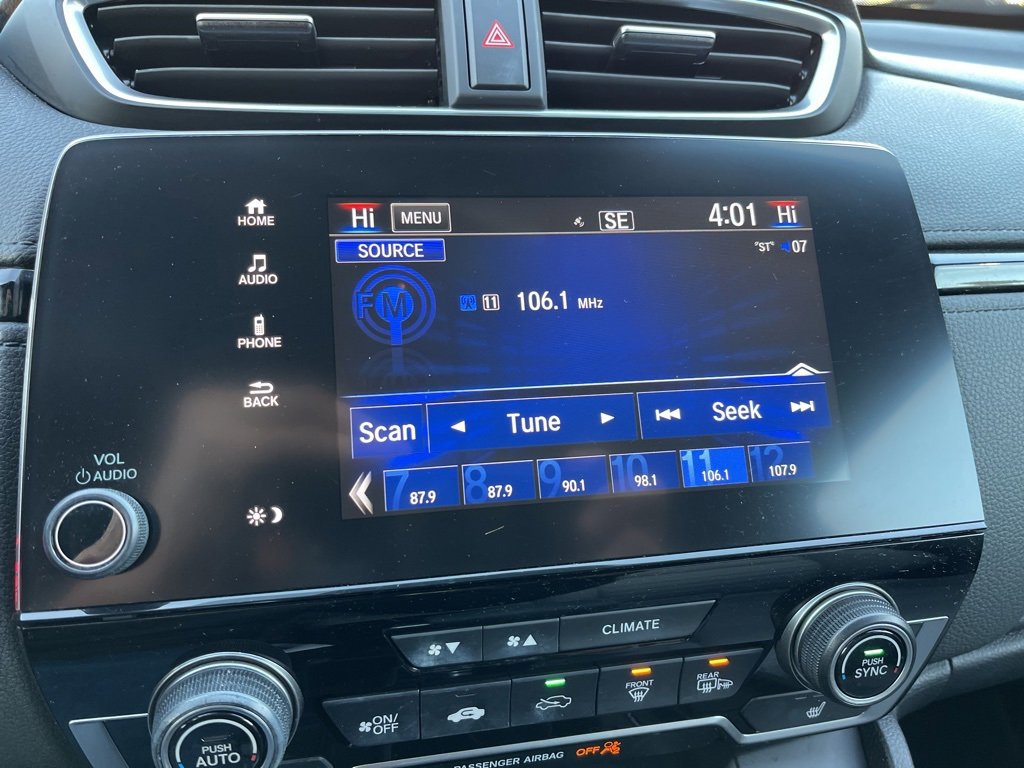 HOME
AUDIO
PHONE
BACK
VOL
AUDIO
Hi MENU SE 4:01 Hi
SOURCE
"ST" 07
FM
11 106.1 MHz
Scan Tune Seek
7 87.9 8 87.9 9 90.1 10 98.1 11 106.1 12 107.9
CLIMATE
ON/
OFF
FRONT
REAR
PUSH
AUTO
PUSH
SYNC
PASSENGER AIRBAG OFF